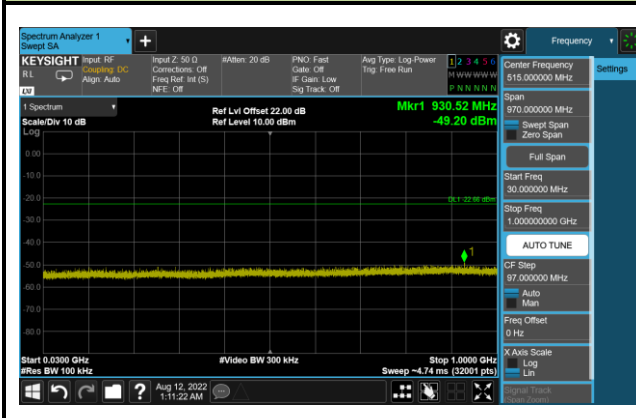 Spectrum Analyzer 1
Swept SA
+
Frequency
KEYSIGHT
RL
Input: RF
Coupling: DC
Align: Auto
Input Z: 50 Ω
Corrections: Off
Freq Ref: Int (S)
NFE: Off
#Atten: 20 dB
PNO: Fast
Gate: Off
IF Gain: Low
Sig Track: Off
Avg Type: Log-Power
Trig: Free Run
1 2 3 4 5 6
M W W W W W
P N N N N N
1 Spectrum
Scale/Div 10 dB
Log
Ref Lvl Offset 22.00 dB
Ref Level 10.00 dBm
Mkr1 930.52 MHz
-49.20 dBm
0.00
-10.0
-20.0
-30.0
-40.0
-50.0
-60.0
-70.0
-80.0
DL1 -22.66 dBm
1
Start 0.0300 GHz
#Res BW 100 kHz
#Video BW 300 kHz
Stop 1.0000 GHz
Sweep ~4.74 ms (32001 pts)
Center Frequency
515.000000 MHz
Settings
Span
970.000000 MHz
Swept Span
Zero Span
Full Span
Start Freq
30.000000 MHz
Stop Freq
1.000000000 GHz
AUTO TUNE
CF Step
97.000000 MHz
Auto
Man
Freq Offset
0 Hz
X Axis Scale
Log
Lin
Signal Track
(Span Zoom)
?
Aug 12, 2022
1:11:22 AM